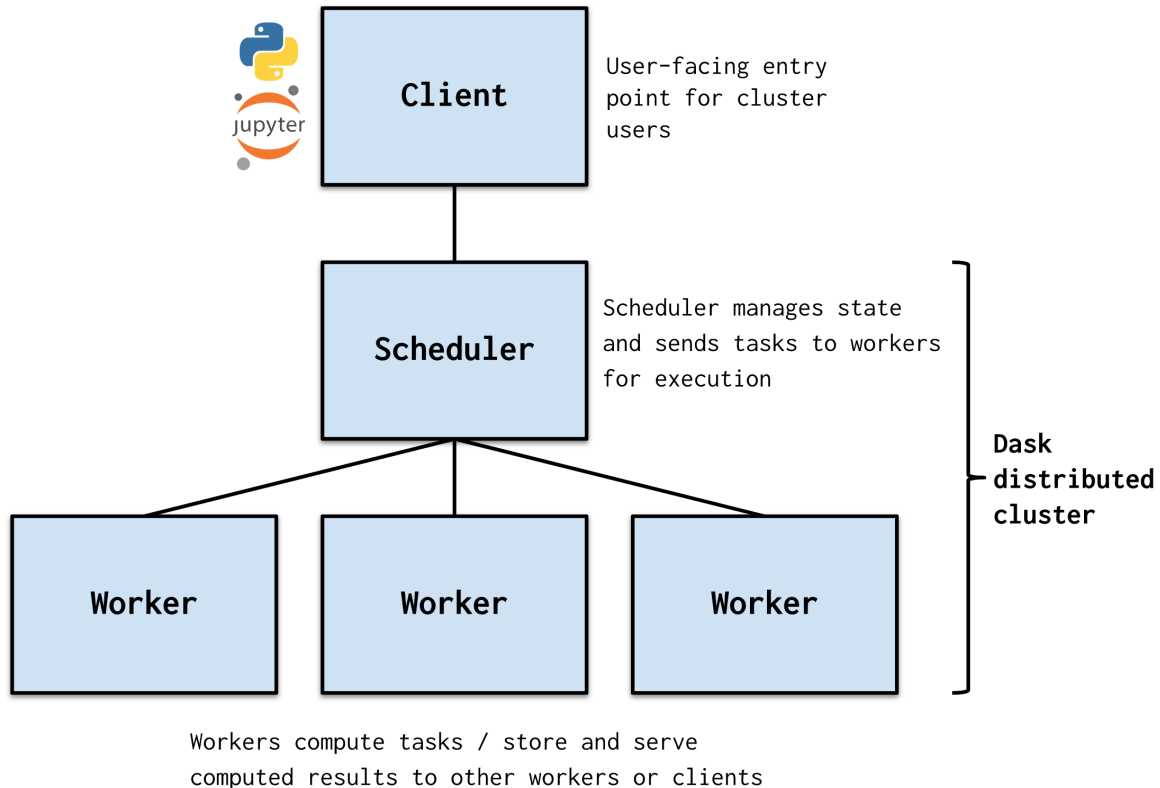 Client
User-facing entry
point for cluster
users
jupyter
Scheduler
Scheduler manages state
and sends tasks to workers
for execution
Dask
distributed
cluster
Worker
Worker
Worker
Workers compute tasks / store and serve
computed results to other workers or clients